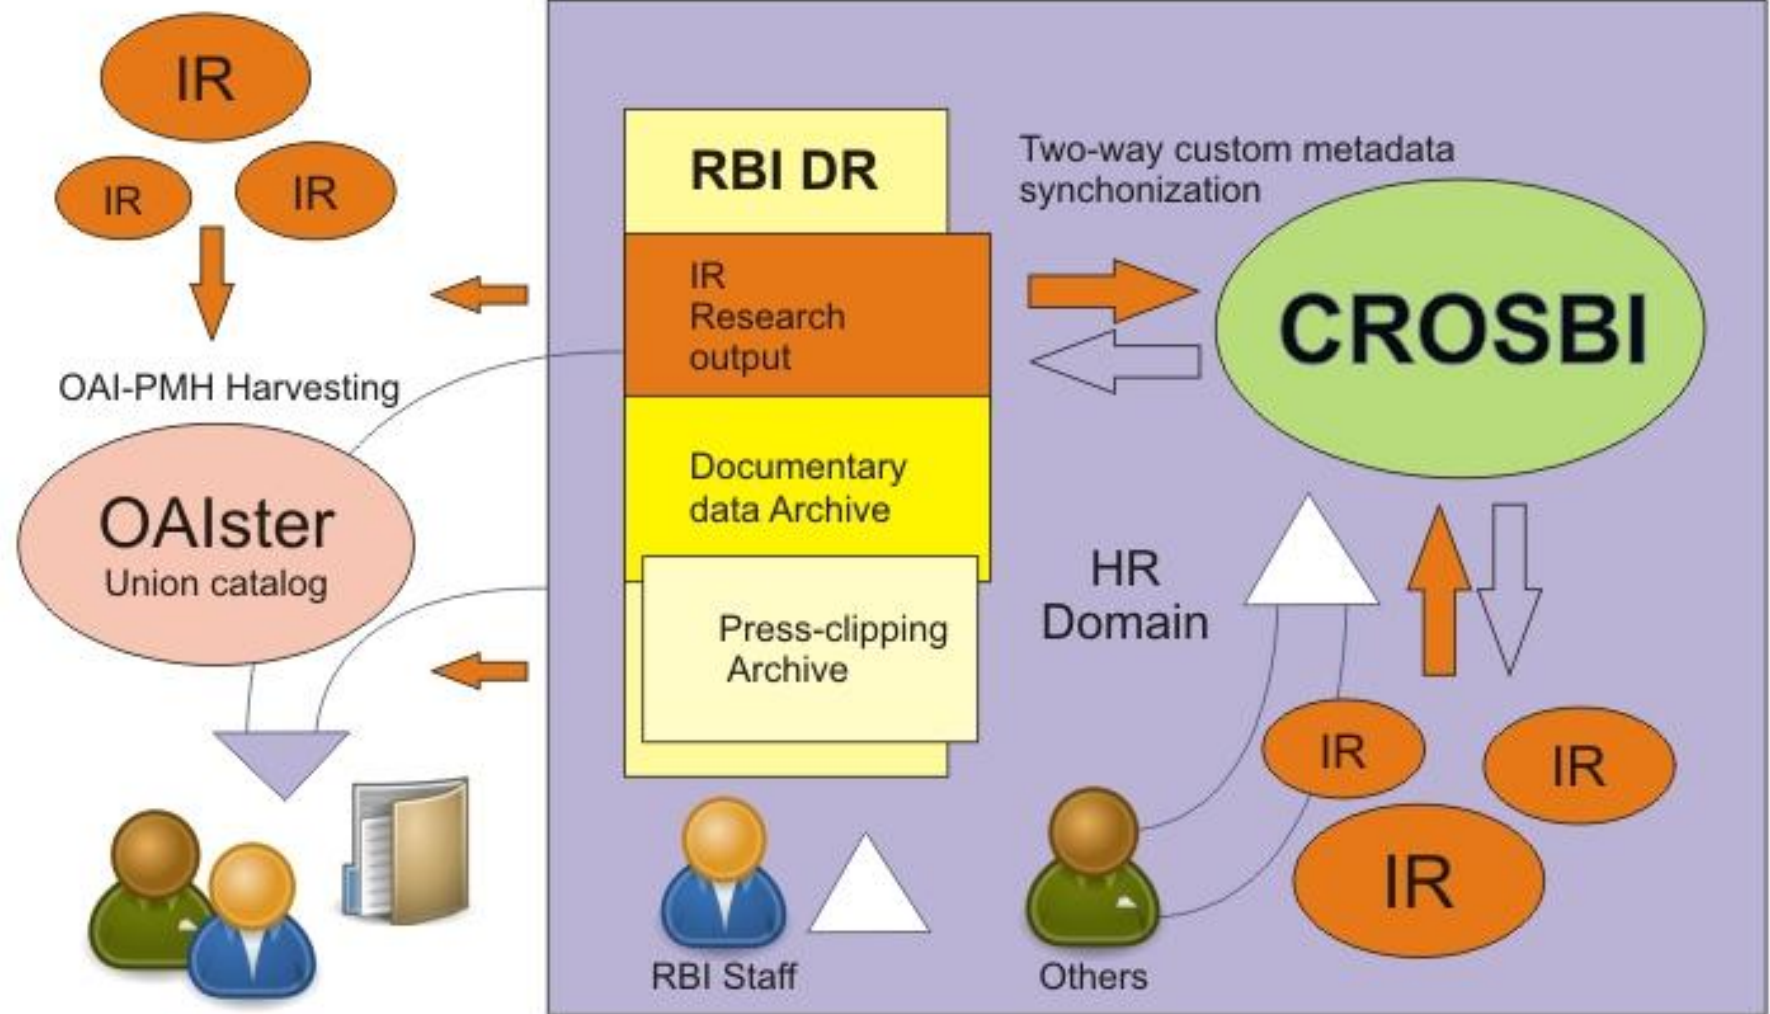 IR
IR
IR
OAI-PMH Harvesting
OAIster
Union catalog
RBI DR
IR
Research
output
Documentary
data Archive
Press-clipping
Archive
Two-way custom metadata
synchonization
CROSBI
HR
Domain
IR
IR
IR
RBI Staff
Others